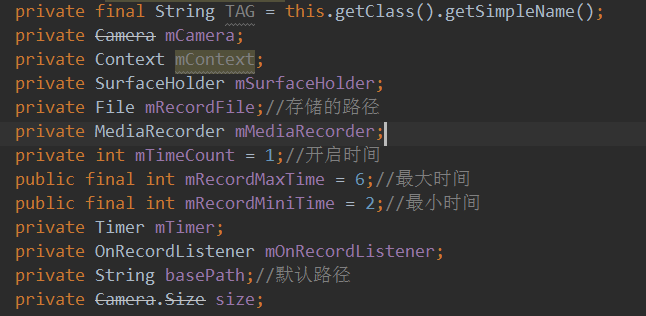 private final String TAG = this.getClass().getSimpleName();
private Camera mCamera;
private Context mContext;
private SurfaceHolder mSurfaceHolder;
private File mRecordFile;//存储的路径
private MediaRecorder mMediaRecorder;
private int mTimeCount = 1;//开启时间
public final int mRecordMaxTime = 6;//最大时间
public final int mRecordMiniTime = 2;//最小时间
private Timer mTimer;
private OnRecordListener mOnRecordListener;
private String basePath;//默认路径
private Camera.Size size;